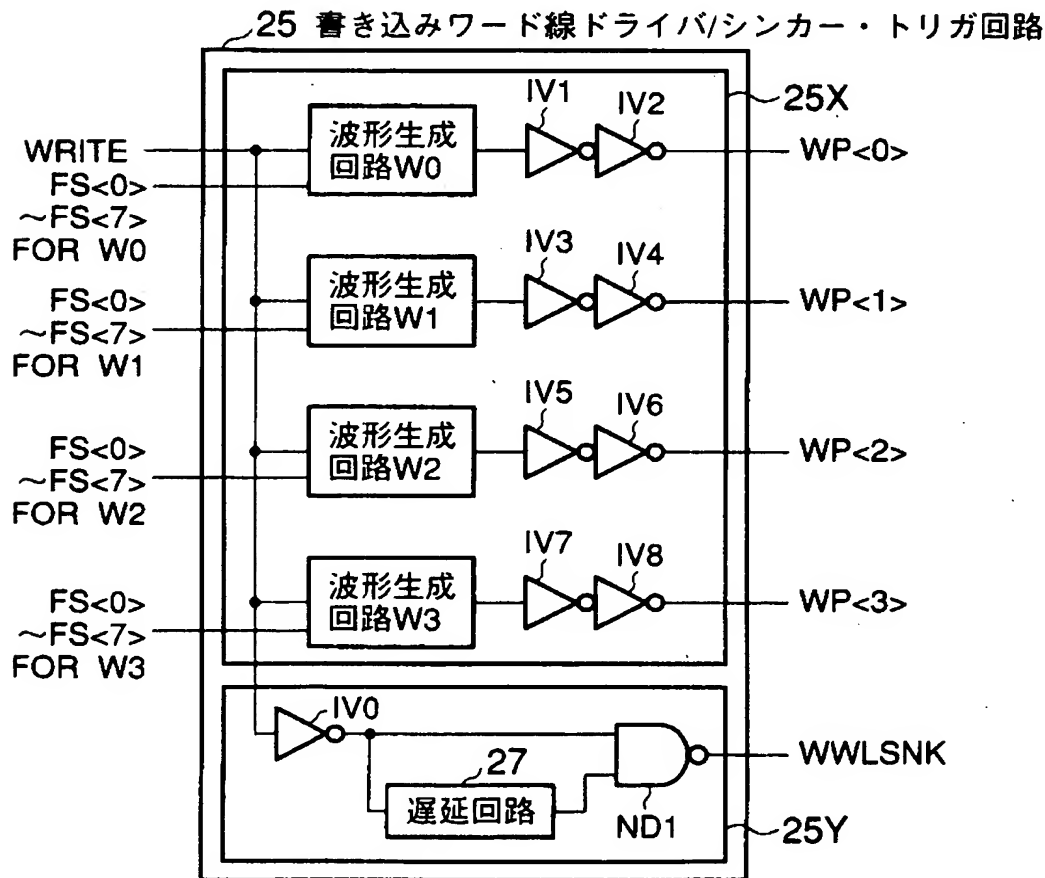 25 書き込みワード線ドライバ/シンカー・トリガ回路
25X
WRITE
FS<0>
～FS<7>
FOR W0
波形生成
回路W0
IV1
IV2
WP<0>
FS<0>
～FS<7>
FOR W1
波形生成
回路W1
IV3
IV4
WP<1>
FS<0>
～FS<7>
FOR W2
波形生成
回路W2
IV5
IV6
WP<2>
FS<0>
～FS<7>
FOR W3
波形生成
回路W3
IV7
IV8
WP<3>
IV0
27
遅延回路
ND1
WWLSNK
25Y